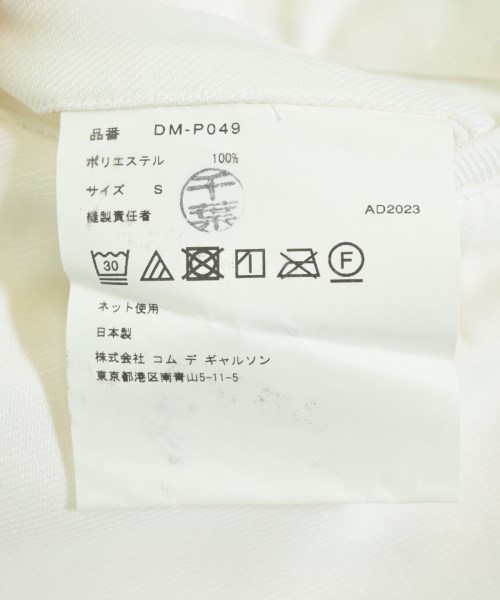 品番 DM-P049
ポリエステル 100%
サイズ S
千葉
縫製責任者
AD2023
30
F
ネット使用
日本製
株式会社 コム デ ギャルソン
東京都港区南青山5-11-5